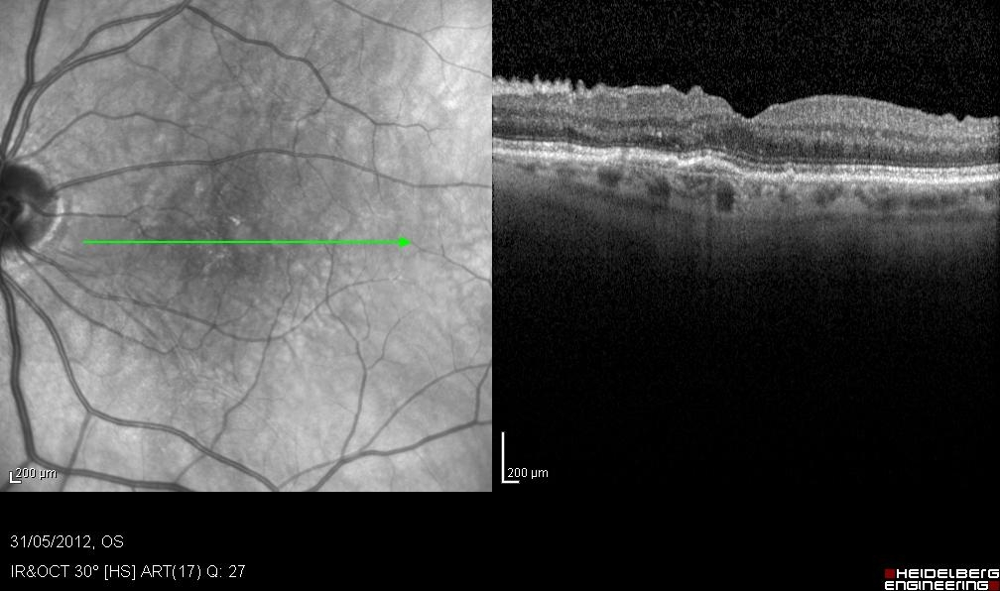 200 µm
200 µm
31/05/2012, OS
IR&OCT 30° [HS] ART(17) Q: 27
HEIDELBERG
ENGINEERING